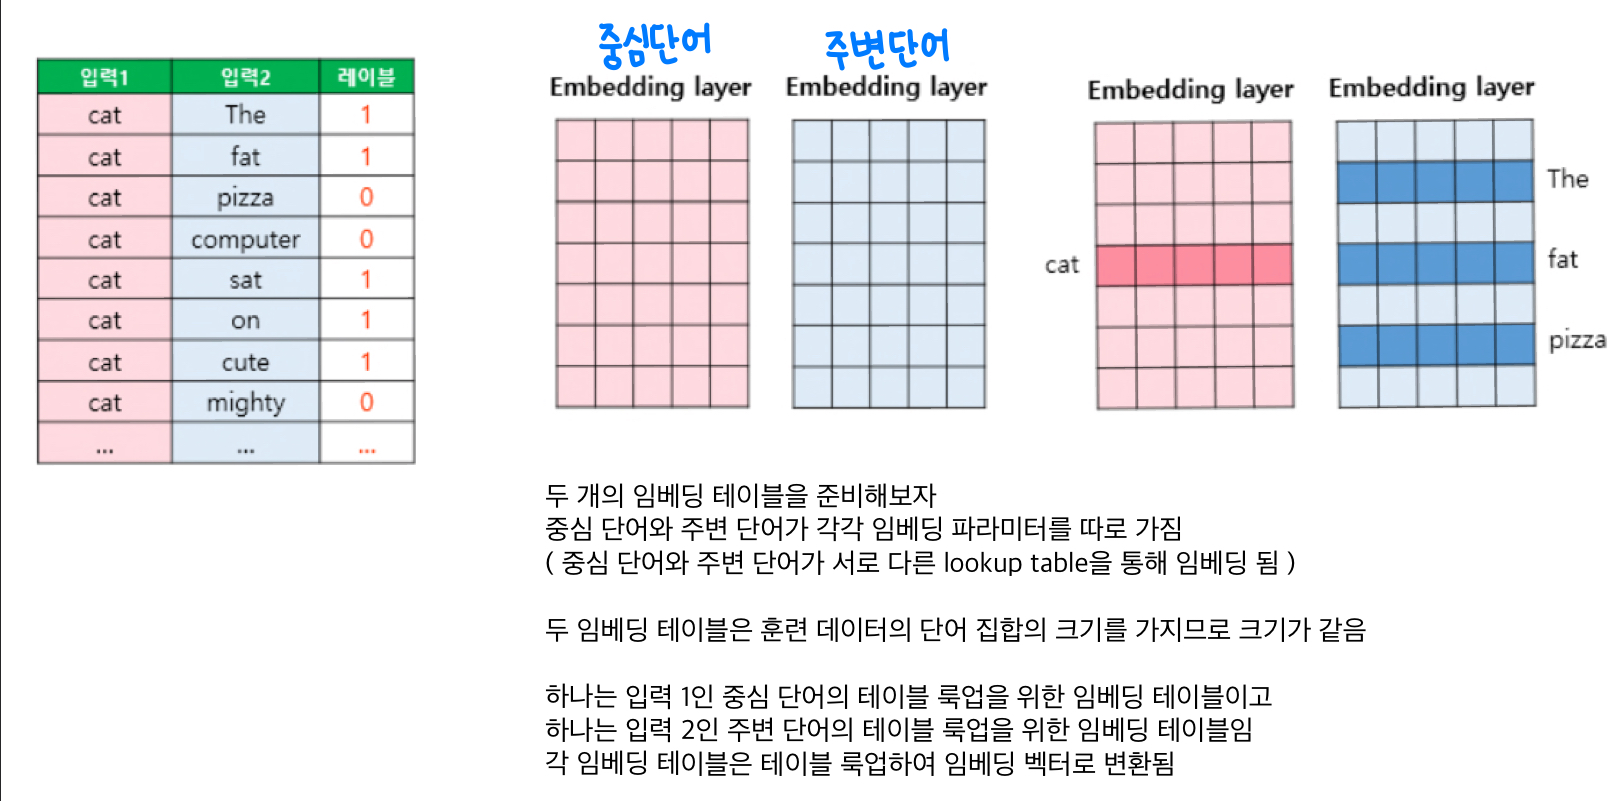 중심단어
주변단어
Embedding layer
Embedding layer
Embedding layer
Embedding layer
입력1 입력2 레이블
cat The 1
cat fat 1
cat pizza 0
cat computer 0
cat sat 1
cat on 1
cat cute 1
cat mighty 0
... ... ...
cat
The
fat
pizza
두 개의 임베딩 테이블을 준비해보자
중심 단어와 주변 단어가 각각 임베딩 파라미터를 따로 가짐
( 중심 단어와 주변 단어가 서로 다른 lookup table을 통해 임베딩 됨 )
두 임베딩 테이블은 훈련 데이터의 단어 집합의 크기를 가지므로 크기가 같음
하나는 입력 1인 중심 단어의 테이블 룩업을 위한 임베딩 테이블이고
하나는 입력 2인 주변 단어의 테이블 룩업을 위한 임베딩 테이블임
각 임베딩 테이블은 테이블 룩업하여 임베딩 벡터로 변환됨